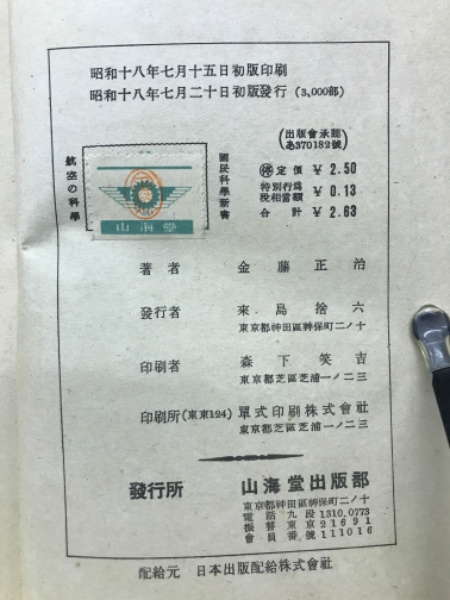 昭和十八年七月十五日初版印刷
昭和十八年七月二十日初版發行 (3,000部)
(出版會承認
あ370182號)
國民科學新書
航空の科學
山海堂
停 定價 ¥ 2.50
特別行爲
税相當額 ¥ 0.13
合計 ¥ 2.63
著者 金藤正治
發行者 來島捨六
東京都神田區神保町二ノ十
印刷者 森下笑吉
東京都芝區芝浦一ノ二三
印刷所 (東東124) 單式印刷株式會社
東京都芝區芝浦一ノ二三
發行所 山海堂出版部
東京都神田區神保町二ノ十
電話 九段 1310.0773
振替 東京 21691
會員番號 111016
配給元 日本出版配給株式會社